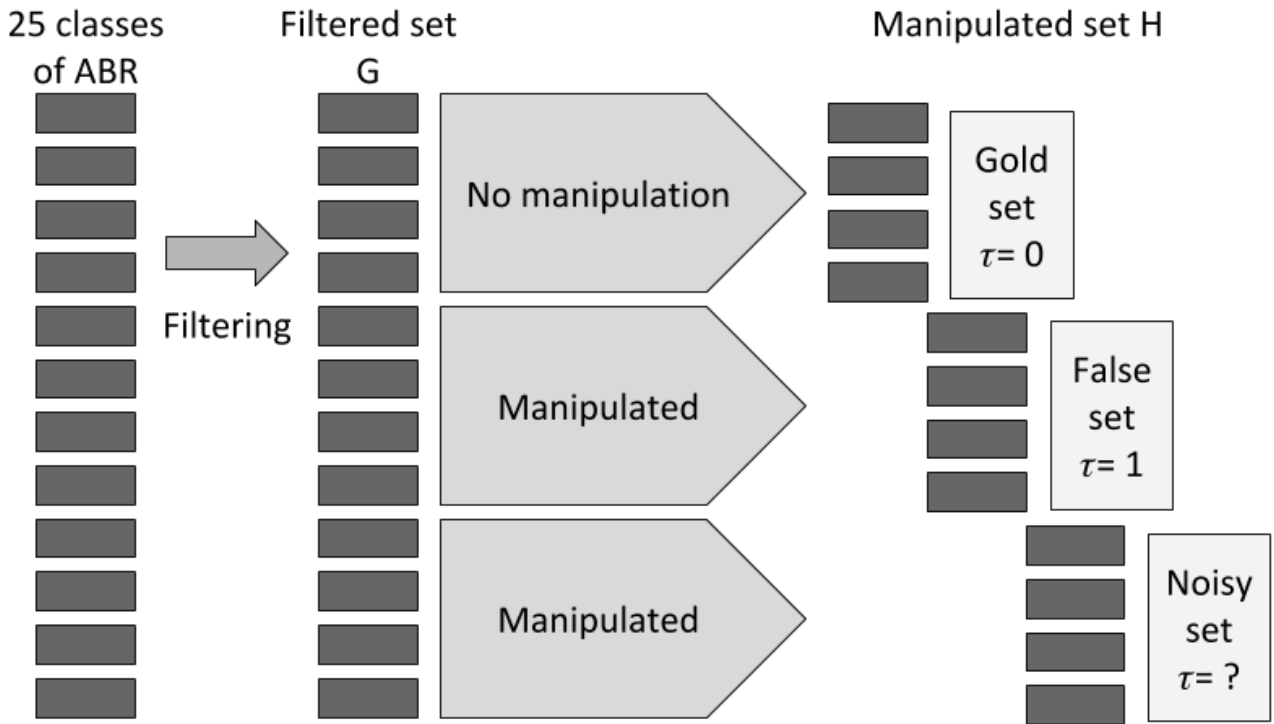 25 classes
of ABR
Filtered set
G
Manipulated set H
Filtering
No manipulation
Manipulated
Manipulated
Gold
set
τ= 0
False
set
τ= 1
Noisy
set
τ= ?